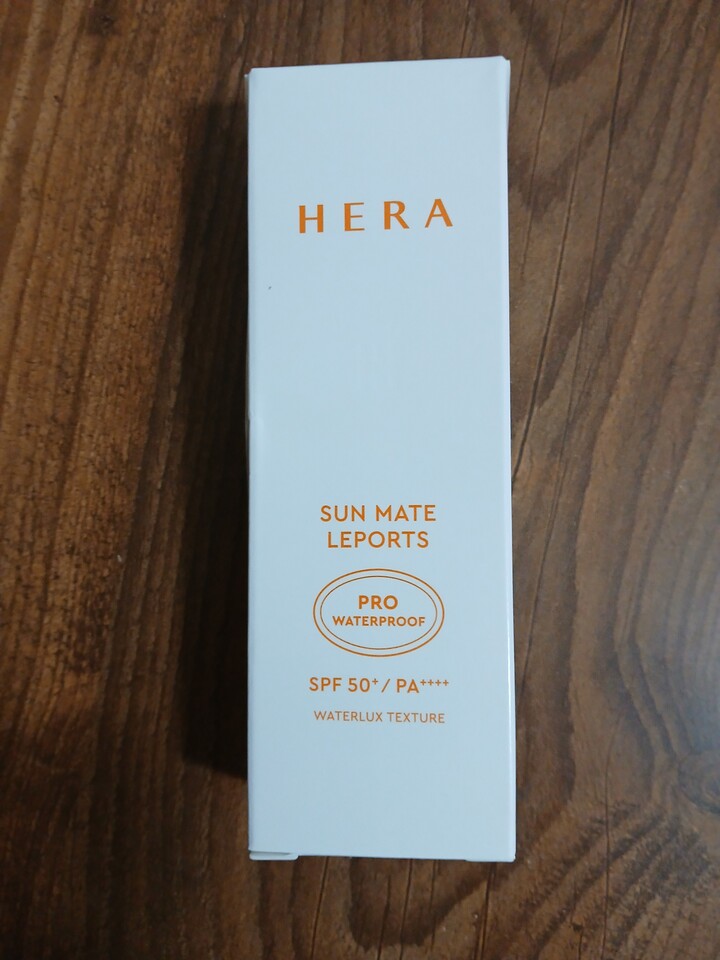 HERA
SUN MATE
LEPORTS
PRO
WATERPROOF
SPF 50+ / PA++++
WATERLUX TEXTURE